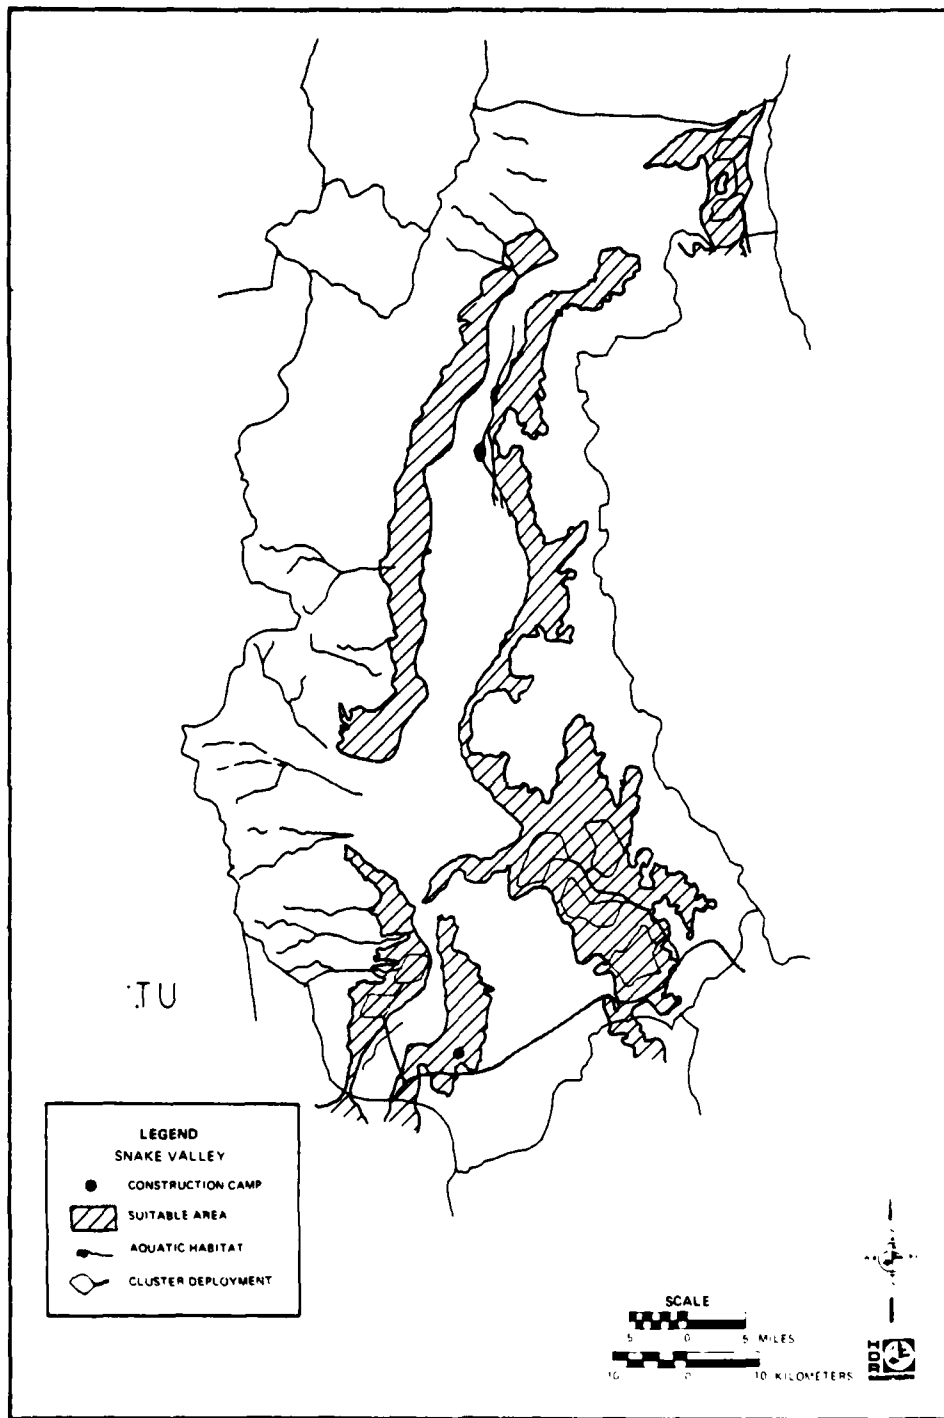 .TU
LEGEND
SNAKE VALLEY
CONSTRUCTION CAMP
SUITABLE AREA
AQUATIC HABITAT
CLUSTER DEPLOYMENT
SCALE
5 0 5 MILES
10 0 10 KILOMETERS
HDR